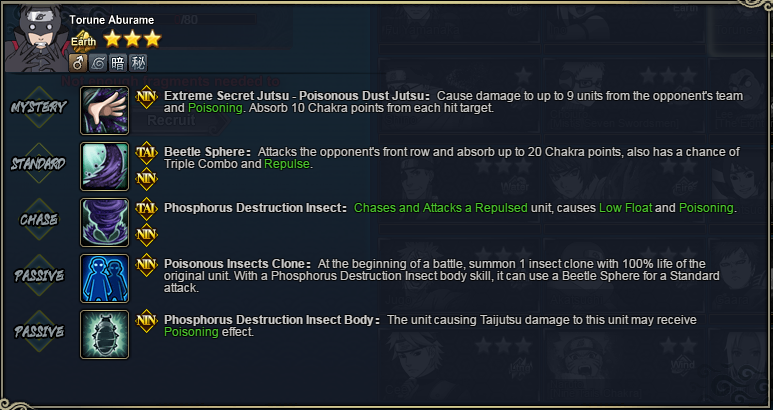 Torune Aburame
/80
Earth
暗 秘
MYSTERY
NIN
Extreme Secret Jutsu - Poisonous Dust Jutsu: Cause damage to up to 9 units from the opponent's team
and Poisoning. Absorb 10 Chakra points from each hit target.
Recruit
STANDARD
TAI
NIN
Beetle Sphere: Attacks the opponent's front row and absorb up to 20 Chakra points, also has a chance of
Triple Combo and Repulse.
CHASE
TAI
NIN
Phosphorus Destruction Insect: Chases and Attacks a Repulsed unit, causes Low Float and Poisoning.
PASSIVE
NIN
Poisonous Insects Clone: At the beginning of a battle, summon 1 insect clone with 100% life of the
original unit. With a Phosphorus Destruction Insect body skill, it can use a Beetle Sphere for a Standard
attack.
PASSIVE
NIN
Phosphorus Destruction Insect Body: The unit causing Taijutsu damage to this unit may receive
Poisoning effect.
Wind